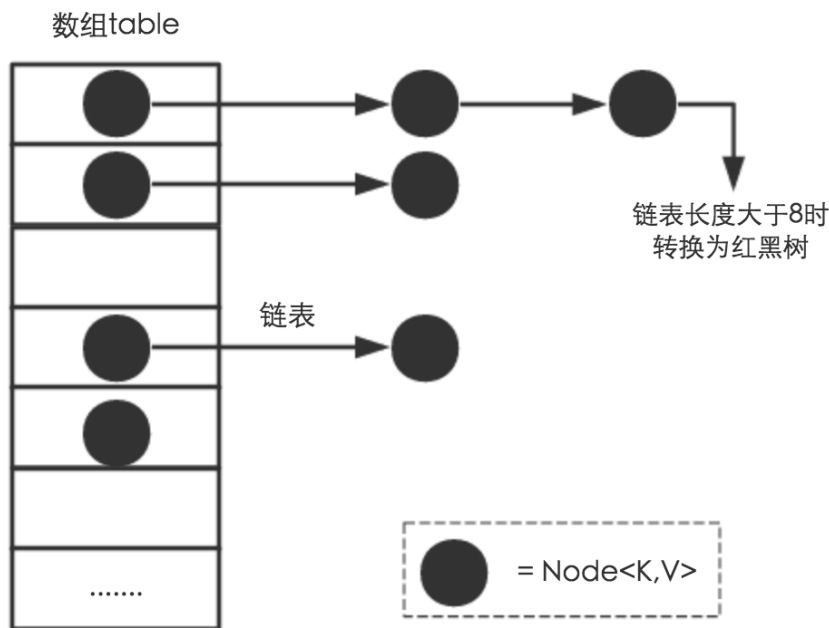 数组table
链表长度大于8时
转换为红黑树
链表
.......
= Node<K,V>